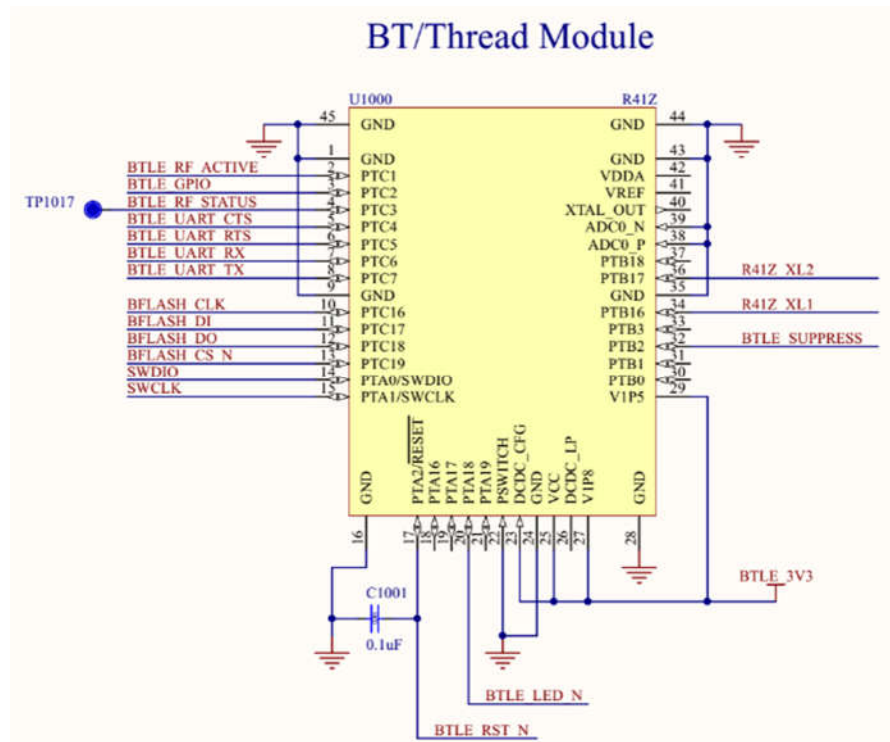 BT/Thread Module
U1000 R41Z
45 GND GND 44
1 GND GND 43
BTLE RF_ACTIVE 2 PTC1 VDDA 42
BTLE GPIO 3 PTC2 VREF 41
TP1017 BTLE RF STATUS 4 PTC3 XTAL_OUT 40
BTLE UART CTS 5 PTC4 ADC0_N 39
BTLE UART RTS 6 PTC5 ADC0_P 38
BTLE UART RX 7 PTC6 PTB18 37
BTLE UART TX 8 PTC7 PTB17 36 R41Z XL2
9 GND GND 35
BFLASH CLK 10 PTC16 PTB16 34 R41Z XL1
BFLASH DI 11 PTC17 PTB3 33
BFLASH DO 12 PTC18 PTB2 32 BTLE SUPPRESS
BFLASH CS N 13 PTC19 PTB1 31
SWDIO 14 PTA0/SWDIO PTB0 30
SWCLK 15 PTA1/SWCLK V1P5 29
GND PTA2/RESET PTA16 PTA17 PTA18 PTA19 PSWITCH DCDC_CFG GND VCC DCDC_LP V1P8 GND
16 17 18 19 20 21 22 23 24 25 26 27 28
BTLE_3V3
C1001
0.1uF
BTLE LED N
BTLE RST N